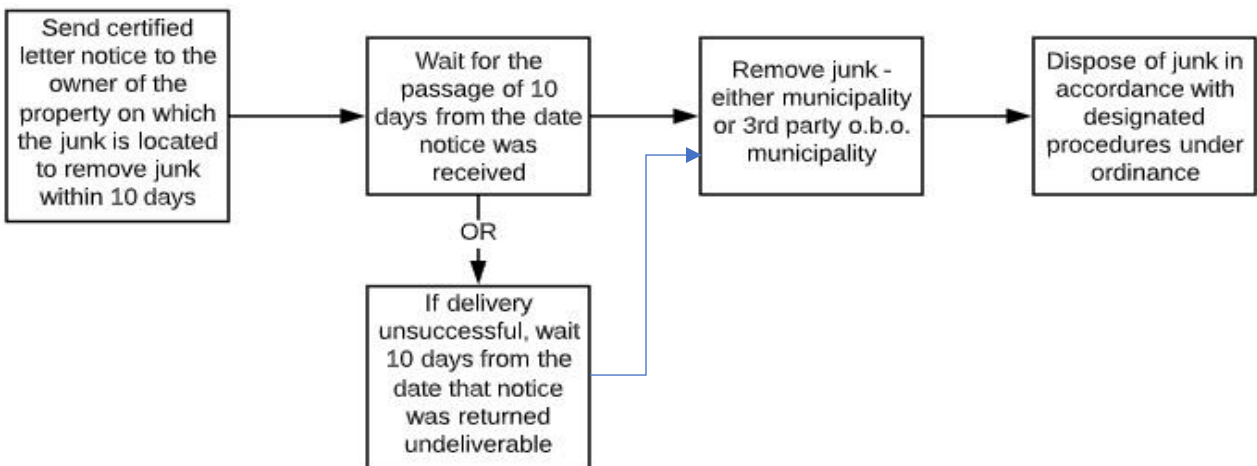 Send certified
letter notice to the
owner of the
property on which
the junk is located
to remove junk
within 10 days
Wait for the
passage of 10
days from the date
notice was
received
OR
If delivery
unsuccessful, wait
10 days from the
date that notice
was returned
undeliverable
Remove junk -
either municipality
or 3rd party o.b.o.
municipality
Dispose of junk in
accordance with
designated
procedures under
ordinance